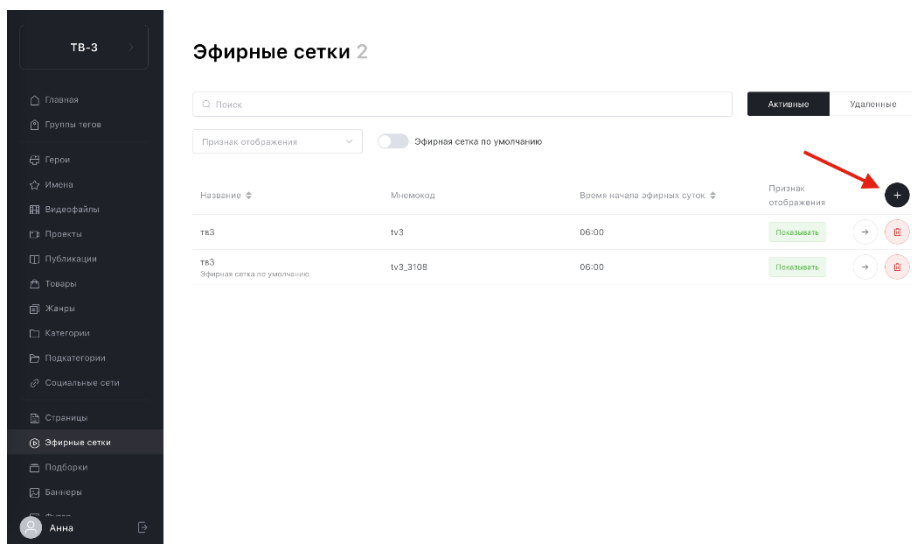 ТВ-3
Главная
Группы тегов
Герои
Имена
Видеофайлы
Проекты
Публикации
Товары
Жанры
Категории
Подкатегории
Социальные сети
Страницы
Эфирные сетки
Подборки
Баннеры
Анна
Эфирные сетки 2
Поиск
Активные
Удаленные
Признак отображения
Эфирная сетка по умолчанию
Название
Мнемокод
Время начала эфирных суток
Признак
отображения
тв3
tv3
06:00
Показывать
тв3
Эфирная сетка по умолчанию
tv3_3108
06:00
Показывать